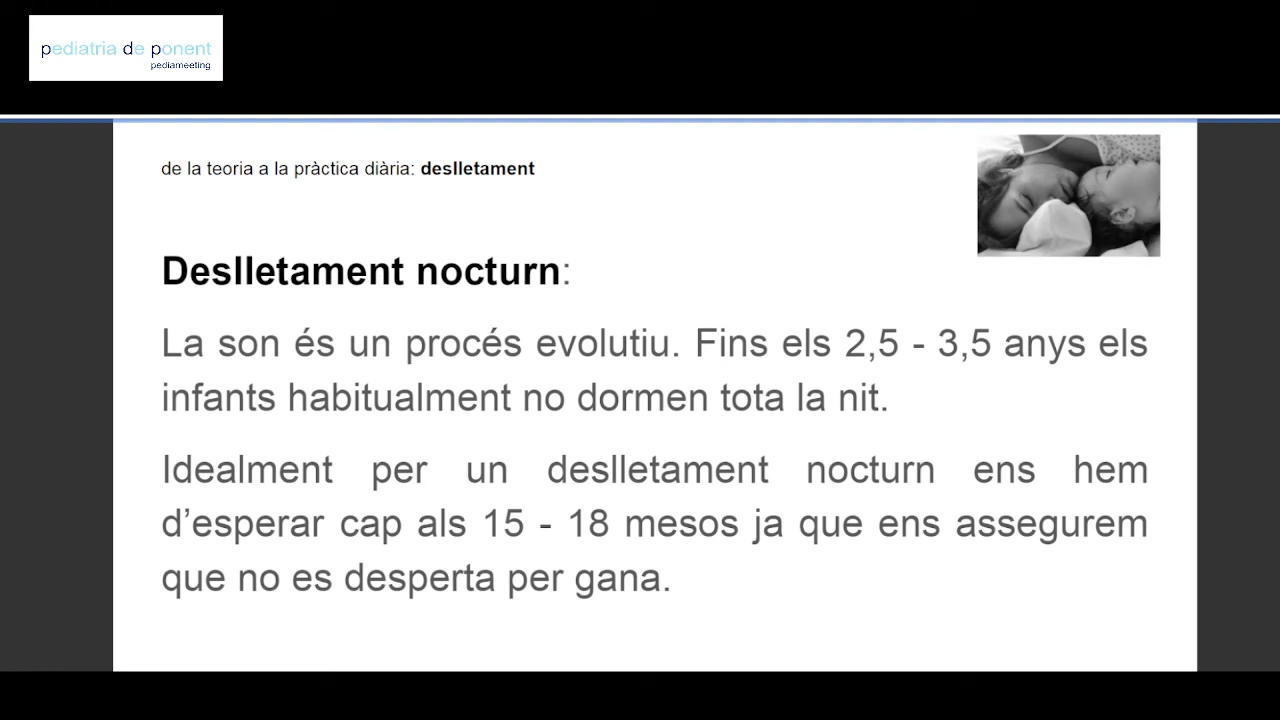 pediatria de ponent
pediameeting
de la teoria a la pràctica diària: deslletament
Deslletament nocturn:
La son és un procés evolutiu. Fins els 2,5 - 3,5 anys els
infants habitualment no dormen tota la nit.
Idealment per un deslletament nocturn ens hem
d’esperar cap als 15 - 18 mesos ja que ens assegurem
que no es desperta per gana.